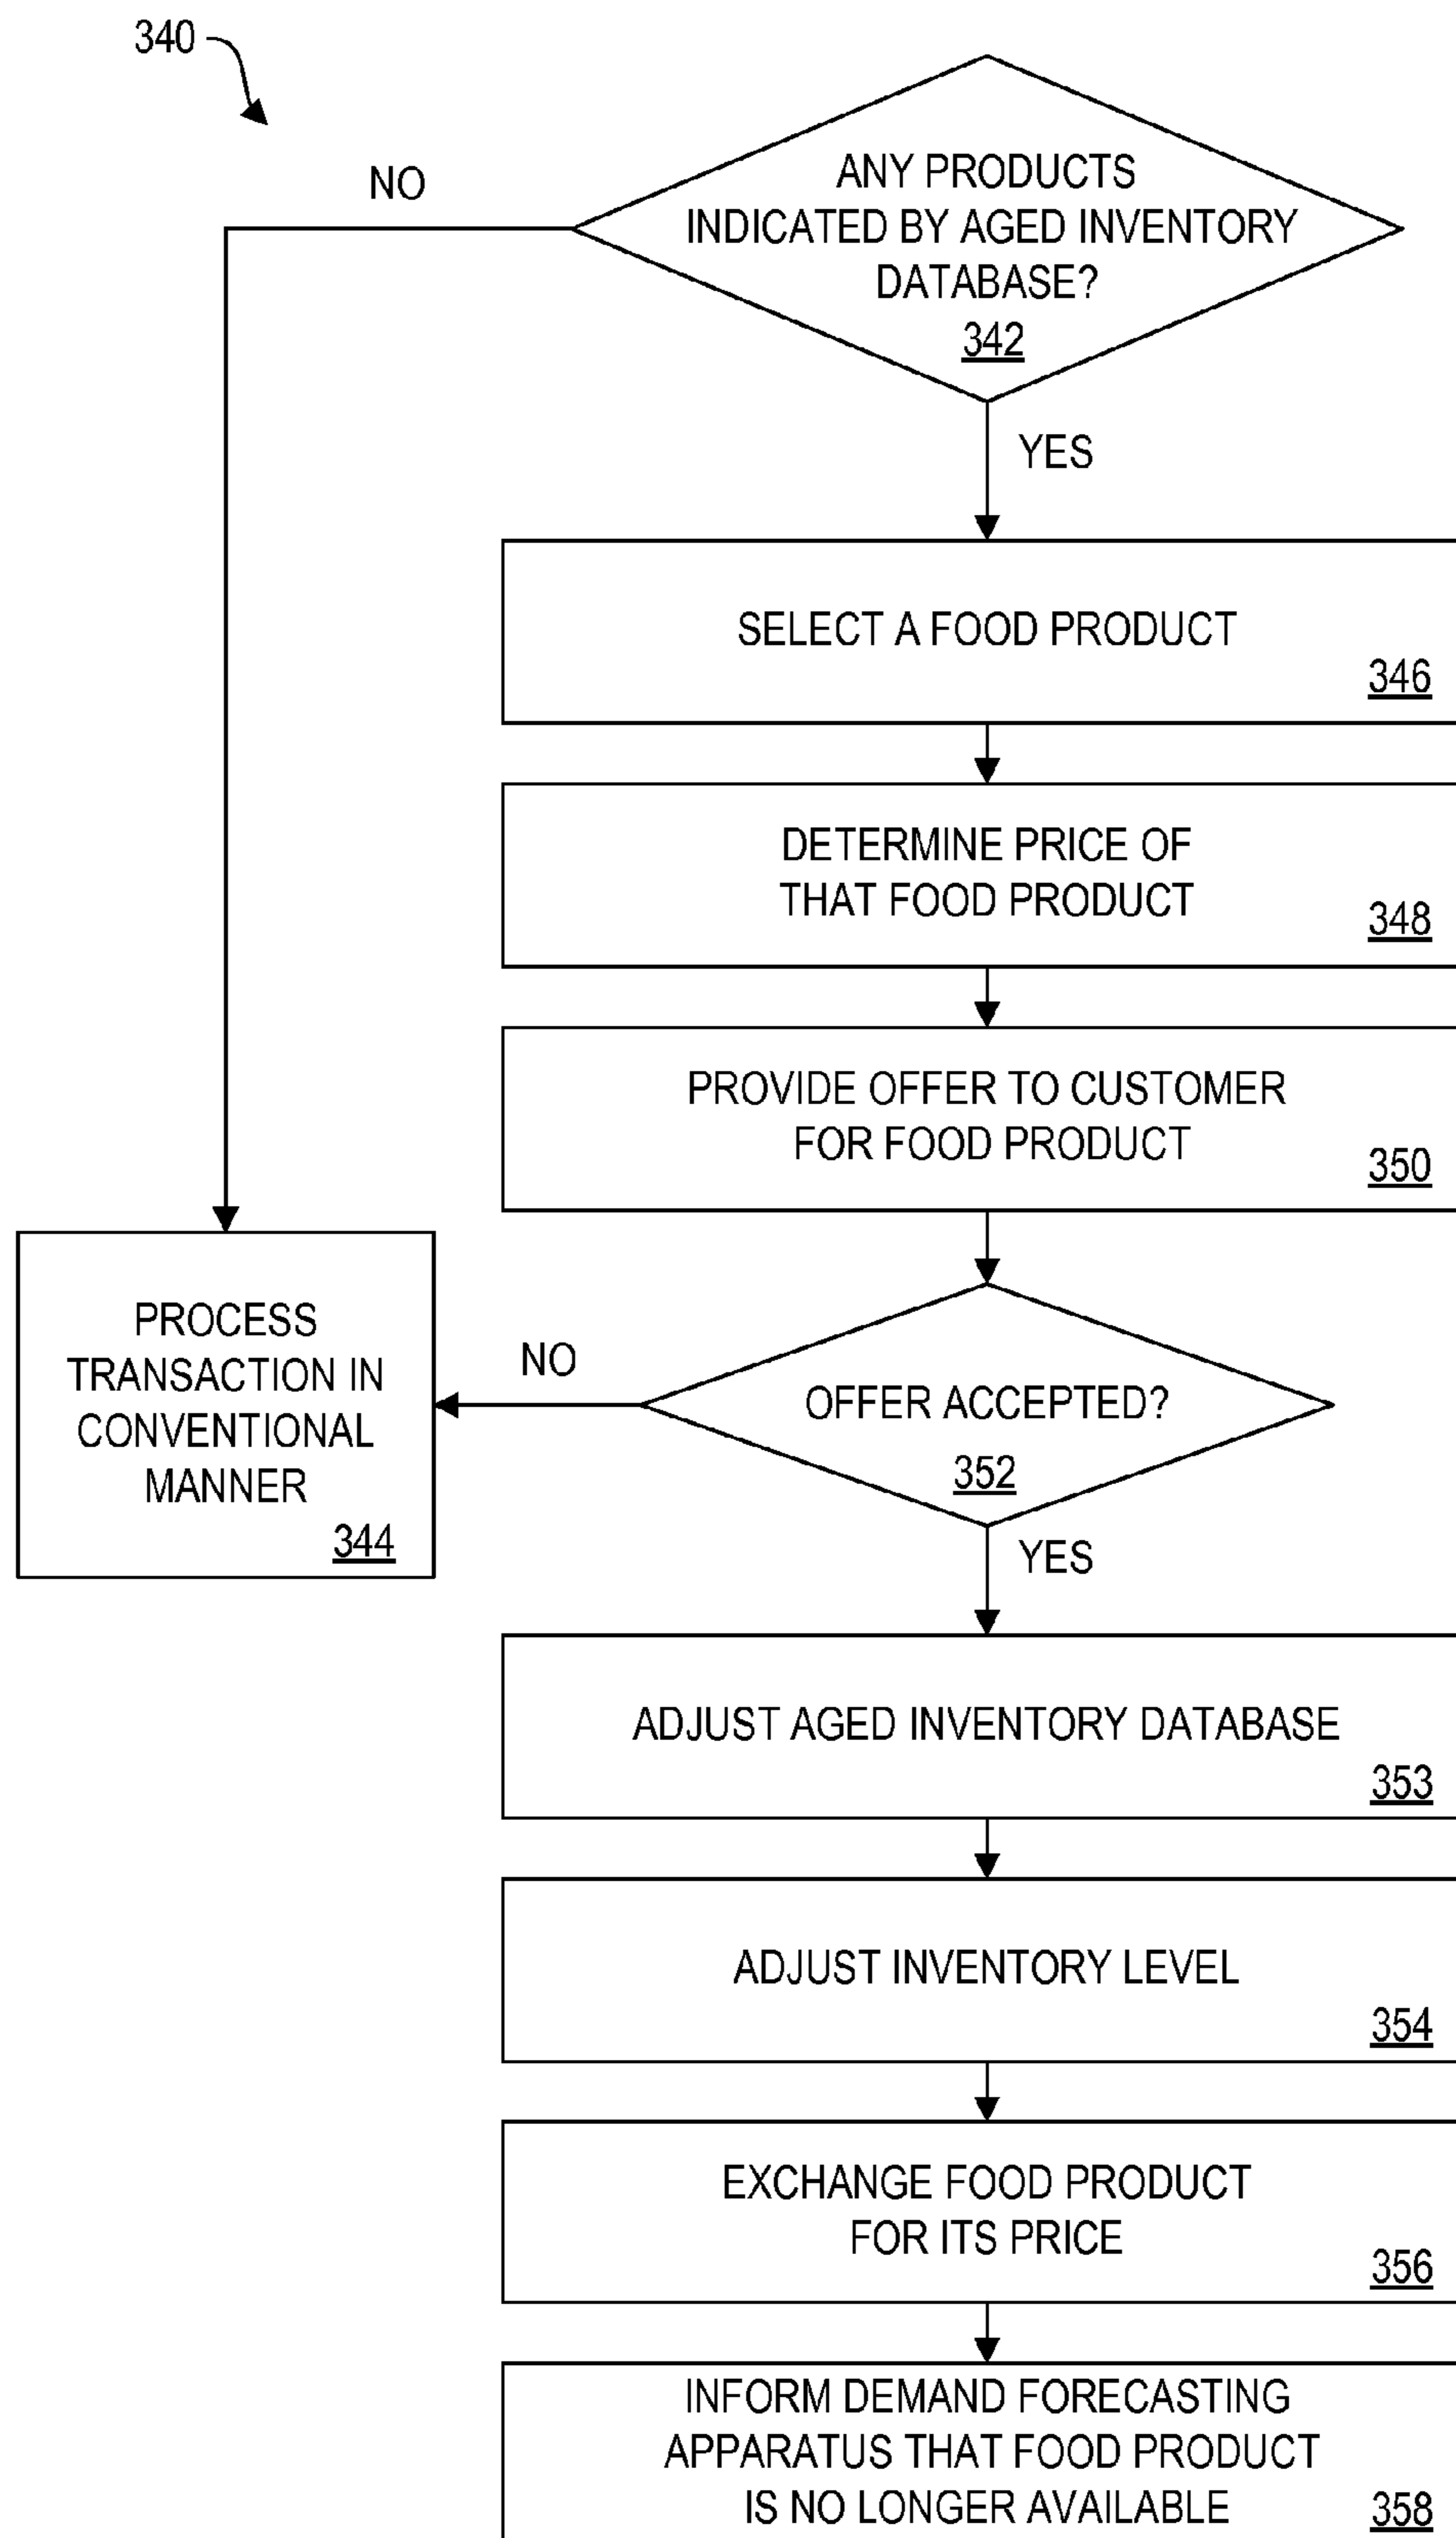 340
NO
ANY PRODUCTS
INDICATED BY AGED INVENTORY
DATABASE?
342
YES
SELECT A FOOD PRODUCT
346
DETERMINE PRICE OF
THAT FOOD PRODUCT
348
PROVIDE OFFER TO CUSTOMER
FOR FOOD PRODUCT
350
PROCESS
TRANSACTION IN
CONVENTIONAL
MANNER
344
NO
OFFER ACCEPTED?
352
YES
ADJUST AGED INVENTORY DATABASE
353
ADJUST INVENTORY LEVEL
354
EXCHANGE FOOD PRODUCT
FOR ITS PRICE
356
INFORM DEMAND FORECASTING
APPARATUS THAT FOOD PRODUCT
IS NO LONGER AVAILABLE
358